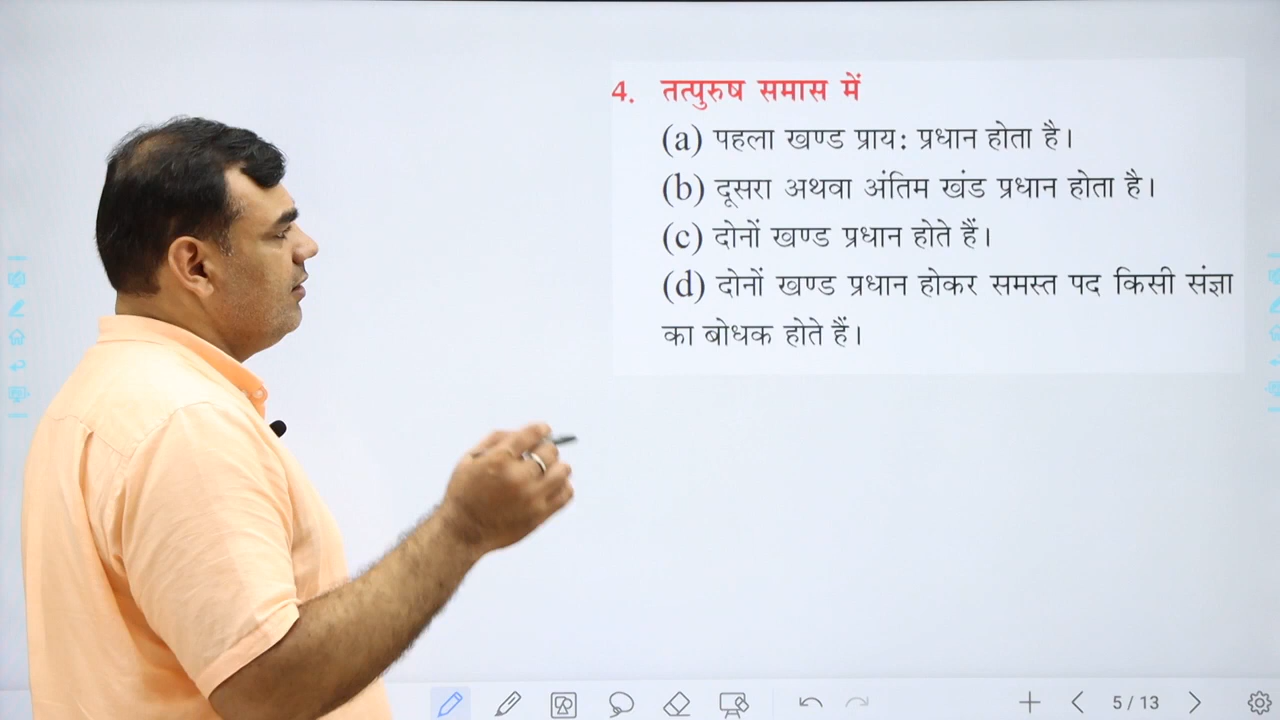 4. तत्पुरुष समास में
(a) पहला खण्ड प्राय: प्रधान होता है।
(b) दूसरा अथवा अंतिम खंड प्रधान होता है।
(c) दोनों खण्ड प्रधान होते हैं।
(d) दोनों खण्ड प्रधान होकर समस्त पद किसी संज्ञा
का बोधक होते हैं।
5 / 13